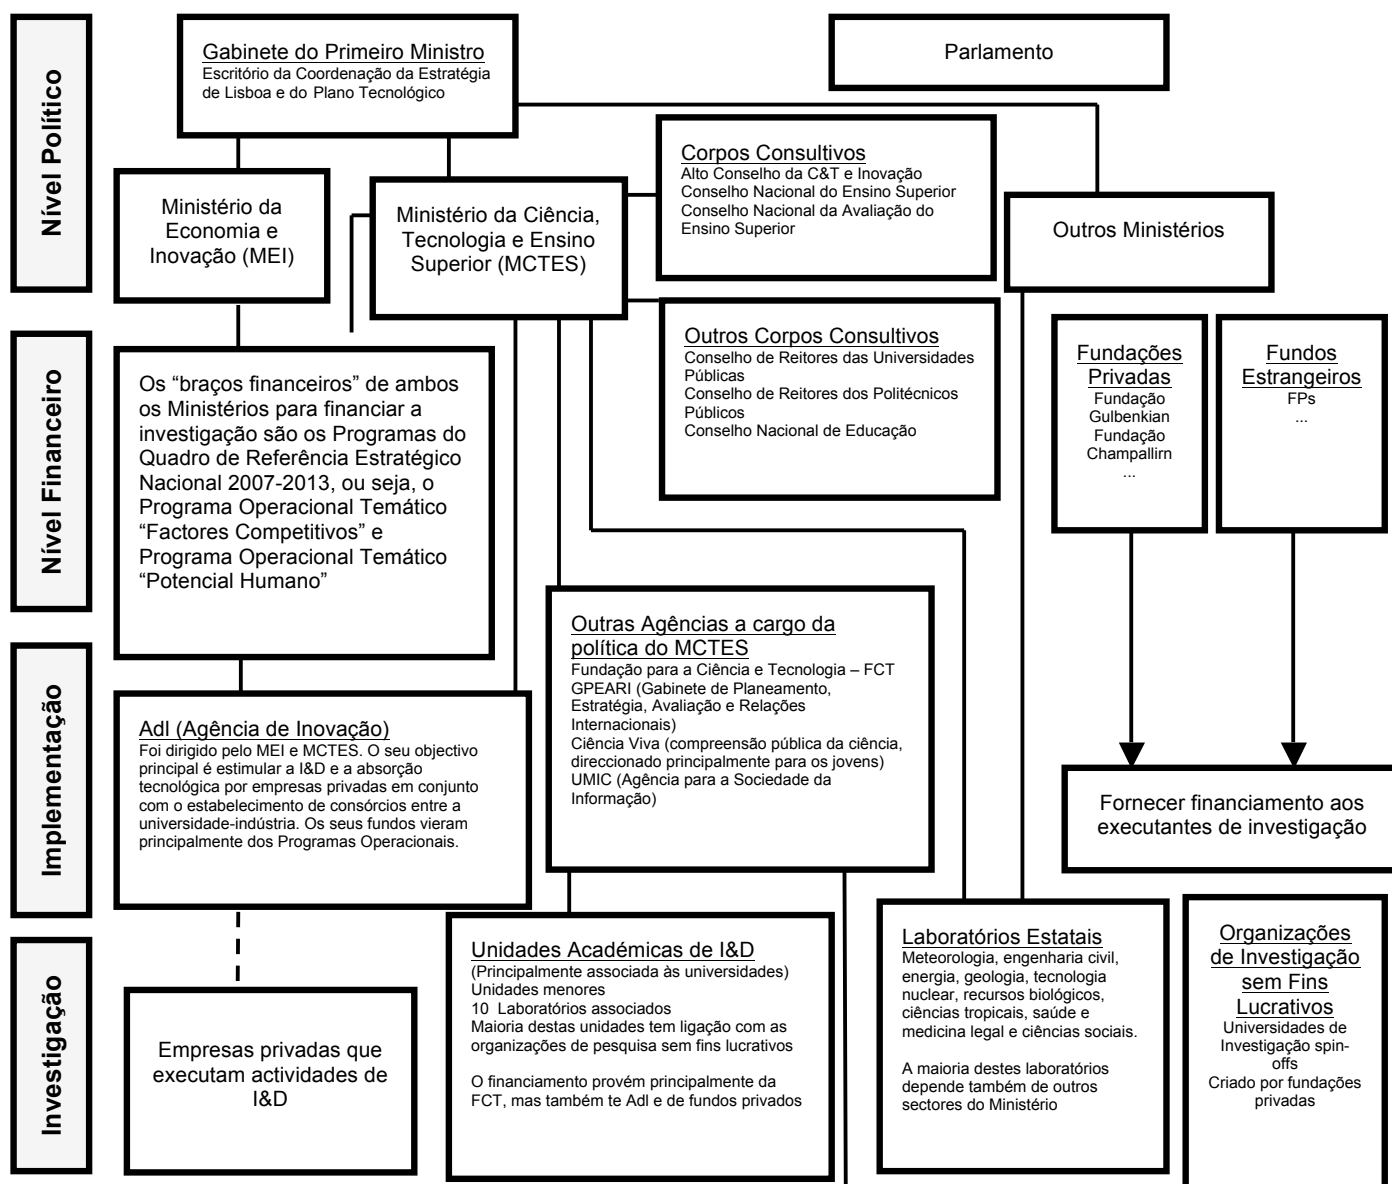 Nível Político
Gabinete do Primeiro Ministro
Escritório da Coordenação da Estratégia
de Lisboa e do Plano Tecnológico
Parlamento
Ministério da
Economia e
Inovação (MEI)
Ministério da Ciência,
Tecnologia e Ensino
Superior (MCTES)
Corpos Consultivos
Alto Conselho da C&T e Inovação
Conselho Nacional do Ensino Superior
Conselho Nacional da Avaliação do
Ensino Superior
Outros Ministérios
Nível Financeiro
Os “braços financeiros” de ambos
os Ministérios para financiar a
investigação são os Programas do
Quadro de Referência Estratégico
Nacional 2007-2013, ou seja, o
Programa Operacional Temático
“Factores Competitivos” e
Programa Operacional Temático
“Potencial Humano”
Outros Corpos Consultivos
Conselho de Reitores das Universidades
Públicas
Conselho de Reitores dos Politécnicos
Públicos
Conselho Nacional de Educação
Fundações
Privadas
Fundação
Gulbenkian
Fundação
Champallirn
...
Fundos
Estrangeiros
FPs
...
Implementação
AdI (Agência de Inovação)
Foi dirigido pelo MEI e MCTES. O seu objectivo
principal é estimular a I&D e a absorção
tecnológica por empresas privadas em conjunto
com o estabelecimento de consórcios entre a
universidade-indústria. Os seus fundos vieram
principalmente dos Programas Operacionais.
Outras Agências a cargo da
política do MCTES
Fundação para a Ciência e Tecnologia – FCT
GPEARI (Gabinete de Planeamento,
Estratégia, Avaliação e Relações
Internacionais)
Ciência Viva (compreensão pública da ciência,
direccionado principalmente para os jovens)
UMIC (Agência para a Sociedade da
Informação)
Fornecer financiamento aos
executantes de investigação
Investigação
Empresas privadas que
executam actividades de
I&D
Unidades Académicas de I&D
(Principalmente associada às universidades)
Unidades menores
10  Laboratórios associados
Maioria destas unidades tem ligação com as
organizações de pesquisa sem fins lucrativos
O financiamento provém principalmente da
FCT, mas também te AdI e de fundos privados
Laboratórios Estatais
Meteorologia, engenharia civil,
energia, geologia, tecnologia
nuclear, recursos biológicos,
ciências tropicais, saúde e
medicina legal e ciências sociais.
A maioria destes laboratórios
depende também de outros
sectores do Ministério
Organizações
de Investigação
sem Fins
Lucrativos
Universidades de
Investigação spin-
offs
Criado por fundações
privadas